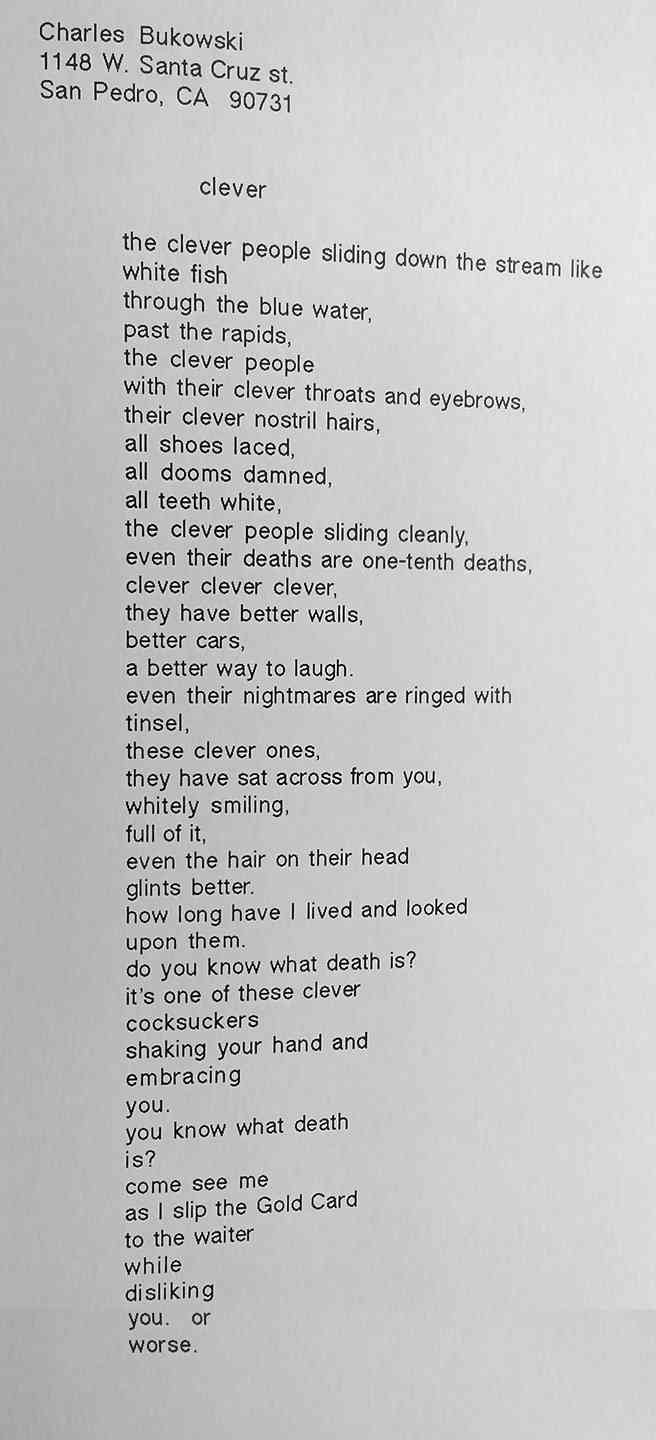 Charles Bukowski
1148 W. Santa Cruz st.
San Pedro, CA 90731
clever
the clever people sliding down the stream like
white fish
through the blue water,
past the rapids,
the clever people
with their clever throats and eyebrows,
their clever nostril hairs,
all shoes laced,
all dooms damned,
all teeth white,
the clever people sliding cleanly,
even their deaths are one-tenth deaths,
clever clever clever,
they have better walls,
better cars,
a better way to laugh.
even their nightmares are ringed with
tinsel,
these clever ones,
they have sat across from you,
whitely smiling,
full of it,
even the hair on their head
glints better.
how long have I lived and looked
upon them.
do you know what death is?
it's one of these clever
cocksuckers
shaking your hand and
embracing
you.
you know what death
is?
come see me
as I slip the Gold Card
to the waiter
while
disliking
you. or
worse.